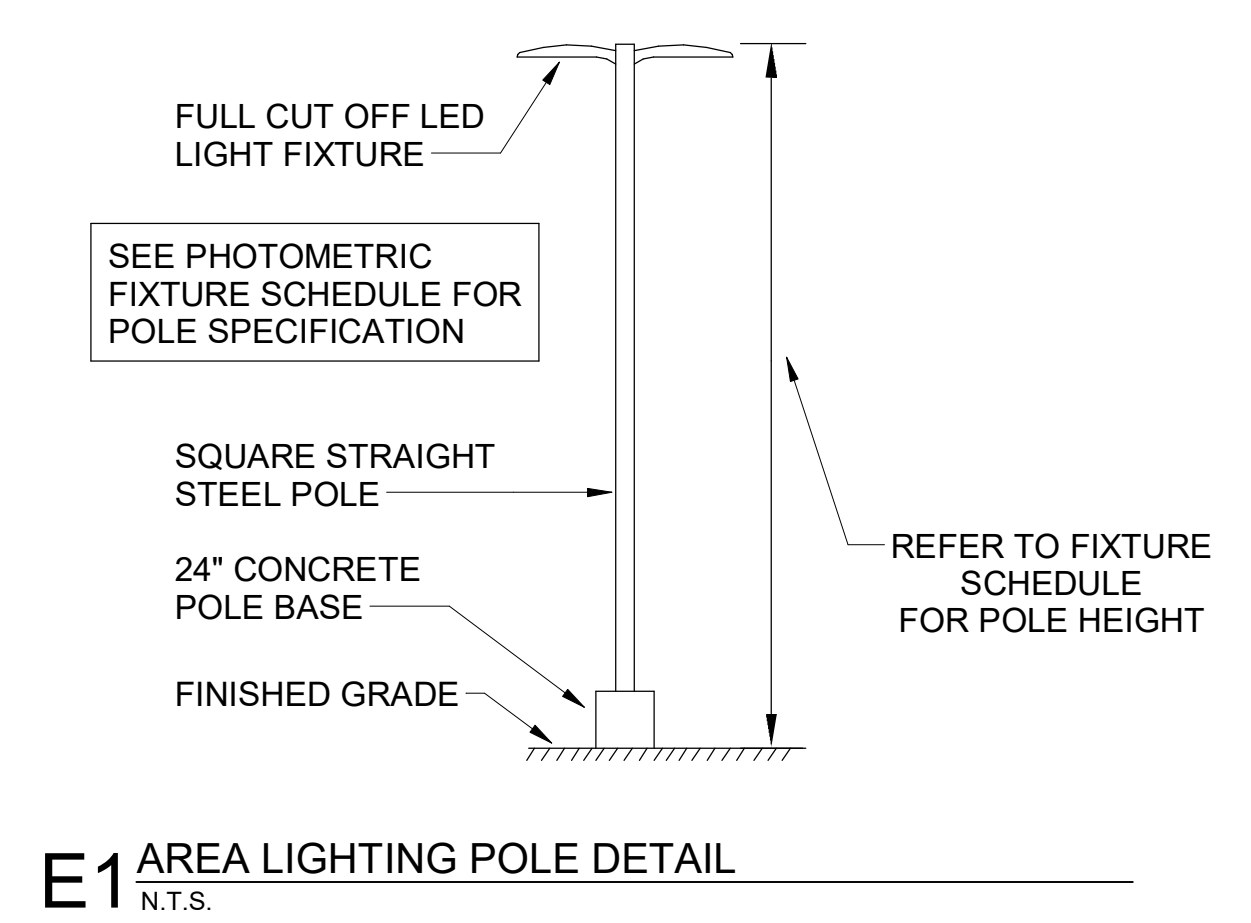 FULL CUT OFF LED
LIGHT FIXTURE
SEE PHOTOMETRIC
FIXTURE SCHEDULE FOR
POLE SPECIFICATION
SQUARE STRAIGHT
STEEL POLE
24" CONCRETE
POLE BASE
FINISHED GRADE
REFER TO FIXTURE
SCHEDULE
FOR POLE HEIGHT
E1 AREA LIGHTING POLE DETAIL
N.T.S.